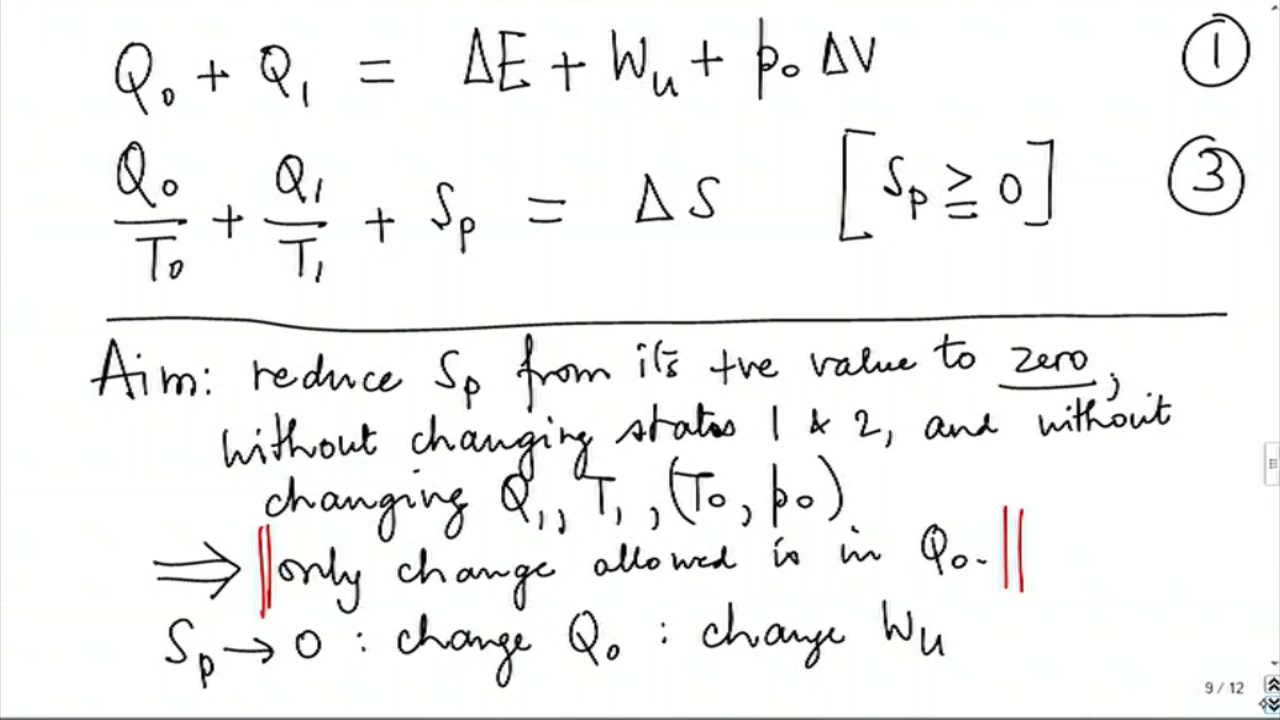 Q₀ + Q₁ = ΔE + Wᵤ + p₀ ΔV ①
Q₀/T₀ + Q₁/T₁ + Sₚ = ΔS [Sₚ ≧ 0] ③
Aim: reduce Sₚ from its +ve value to zero,
without changing states 1 & 2, and without
changing Q₁, T₁, (T₀, p₀)
⟹ ||only change allowed is in Q₀.||
Sₚ → 0 : change Q₀ : change Wᵤ
9 / 12